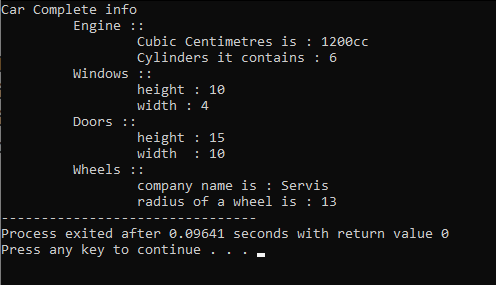 Car Complete info
Engine ::
Cubic Centimetres is : 1200cc
Cylinders it contains : 6
Windows ::
height : 10
width : 4
Doors ::
height : 15
width  : 10
Wheels ::
company name is : Servis
radius of a wheel is : 13
--------------------------------
Process exited after 0.09641 seconds with return value 0
Press any key to continue . . .